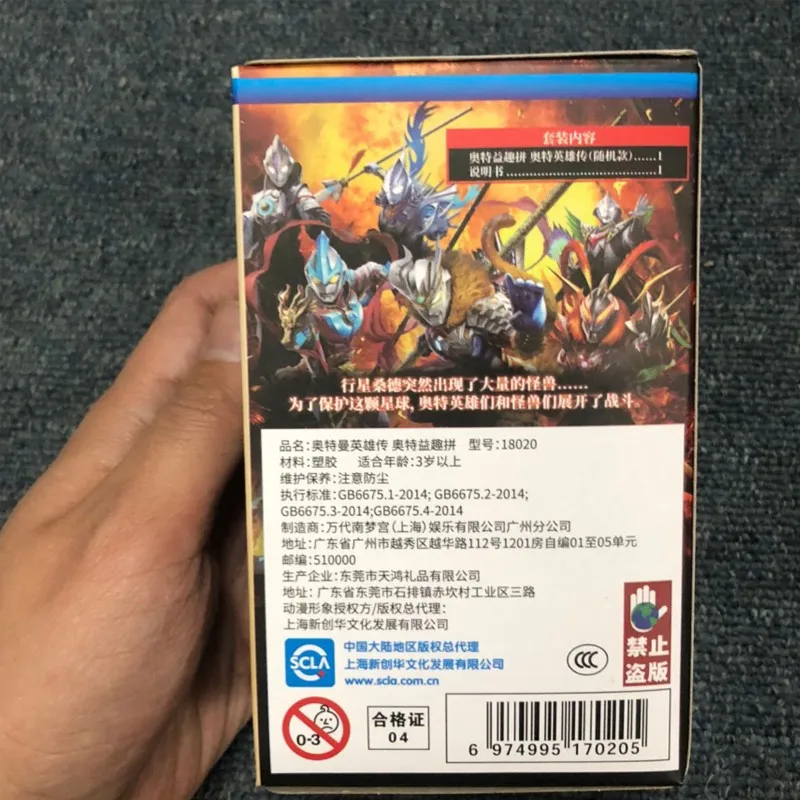 套装内容
奥特益趣拼 奥特英雄传(随机款)......1
说明书......................................1
行星桑德突然出现了大量的怪兽......
为了保护这颗星球,奥特英雄们和怪兽们展开了战斗。
品名:奥特曼英雄传 奥特益趣拼 型号:18020
材料:塑胶 适合年龄:3岁以上
维护保养:注意防尘
执行标准:GB6675.1-2014; GB6675.2-2014;
GB6675.3-2014;GB6675.4-2014
制造商:万代南梦宫(上海)娱乐有限公司广州分公司
地址:广东省广州市越秀区越华路112号1201房自编01至05单元
邮编:510000
生产企业:东莞市天鸿礼品有限公司
地址:广东省东莞市石排镇赤坎村工业区三路
动漫形象授权方/版权总代理:
上海新创华文化发展有限公司
SCLA
中国大陆地区版权总代理
上海新创华文化发展有限公司
www.scla.com.cn
CCC
禁止
盗版
0-3
合格证
04
6 974995 170205